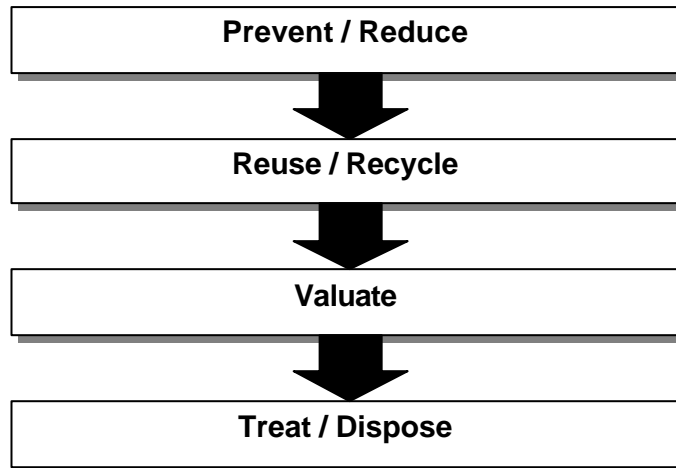 Prevent / Reduce
Reuse / Recycle
Valuate
Treat / Dispose